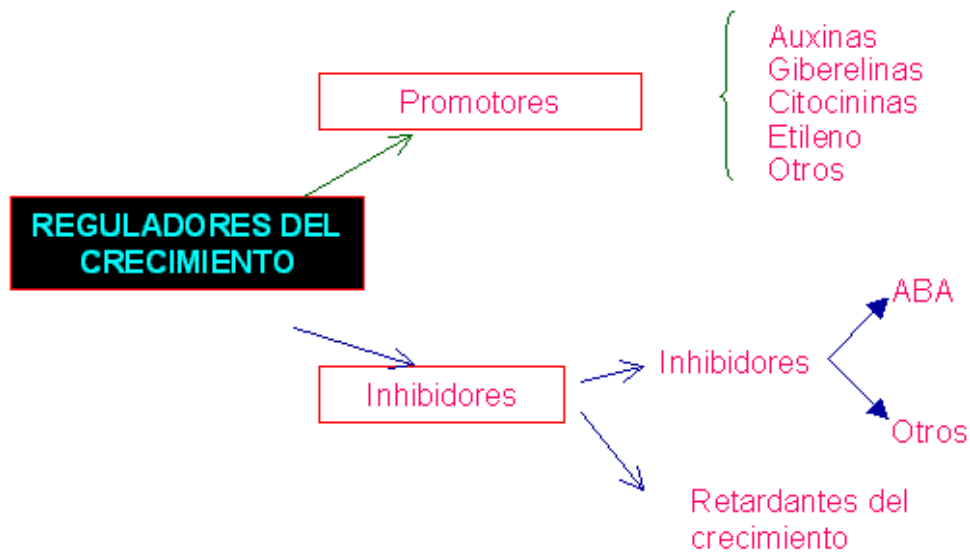 Auxinas
Giberelinas
Promotores
Citocininas
Etileno
Otros
REGULADORES DEL
CRECIMIENTO
ABA
Inhibidores
Inhibidores
Otros
Retardantes del
crecimiento